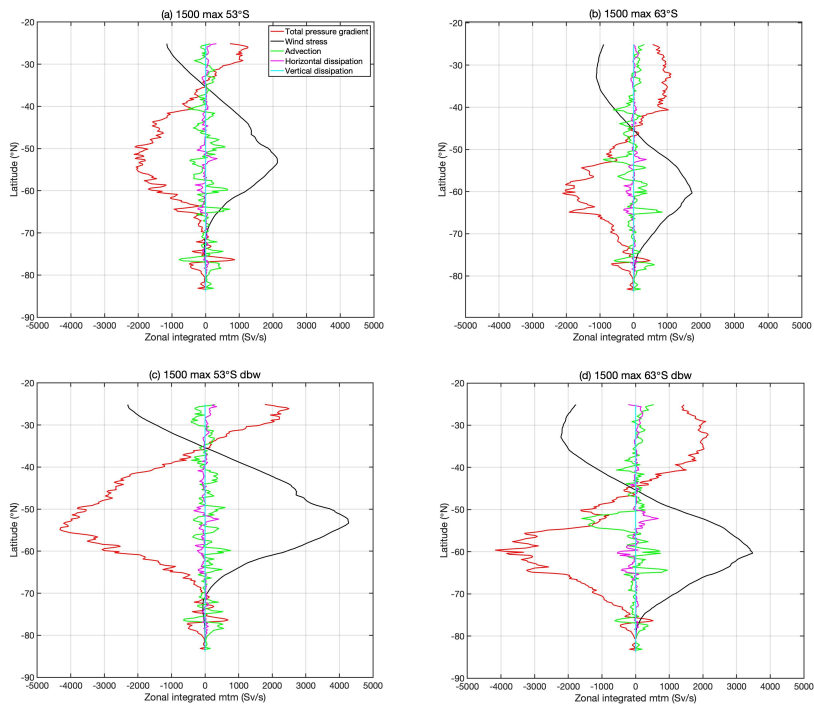 (a) 1500 max 53°S
-20
-30
-40
-50
-60
-70
-80
-90
Latitude (°N)
Total pressure gradient
Wind stress
Advection
Horizontal dissipation
Vertical dissipation
-5000 -4000 -3000 -2000 -1000 0 1000 2000 3000 4000 5000
Zonal integrated mtm (Sv/s)
(b) 1500 max 63°S
-20
-30
-40
-50
-60
-70
-80
-90
Latitude (°N)
-5000 -4000 -3000 -2000 -1000 0 1000 2000 3000 4000 5000
Zonal integrated mtm (Sv/s)
(c) 1500 max 53°S dbw
-20
-30
-40
-50
-60
-70
-80
-90
Latitude (°N)
-5000 -4000 -3000 -2000 -1000 0 1000 2000 3000 4000 5000
Zonal integrated mtm (Sv/s)
(d) 1500 max 63°S dbw
-20
-30
-40
-50
-60
-70
-80
-90
Latitude (°N)
-5000 -4000 -3000 -2000 -1000 0 1000 2000 3000 4000 5000
Zonal integrated mtm (Sv/s)